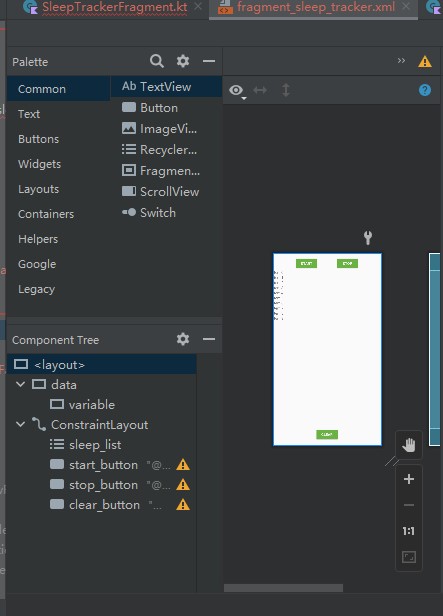 SleepTrackerFragment.kt
fragment_sleep_tracker.xml
Palette
Common
Text
Buttons
Widgets
Layouts
Containers
Helpers
Google
Legacy
Ab TextView
Button
ImageVi...
Recycler...
Fragmen...
ScrollView
Switch
START
STOP
CLEAR
Component Tree
<layout>
data
variable
ConstraintLayout
sleep_list
start_button "@...
stop_button "@...
clear_button "...
1:1